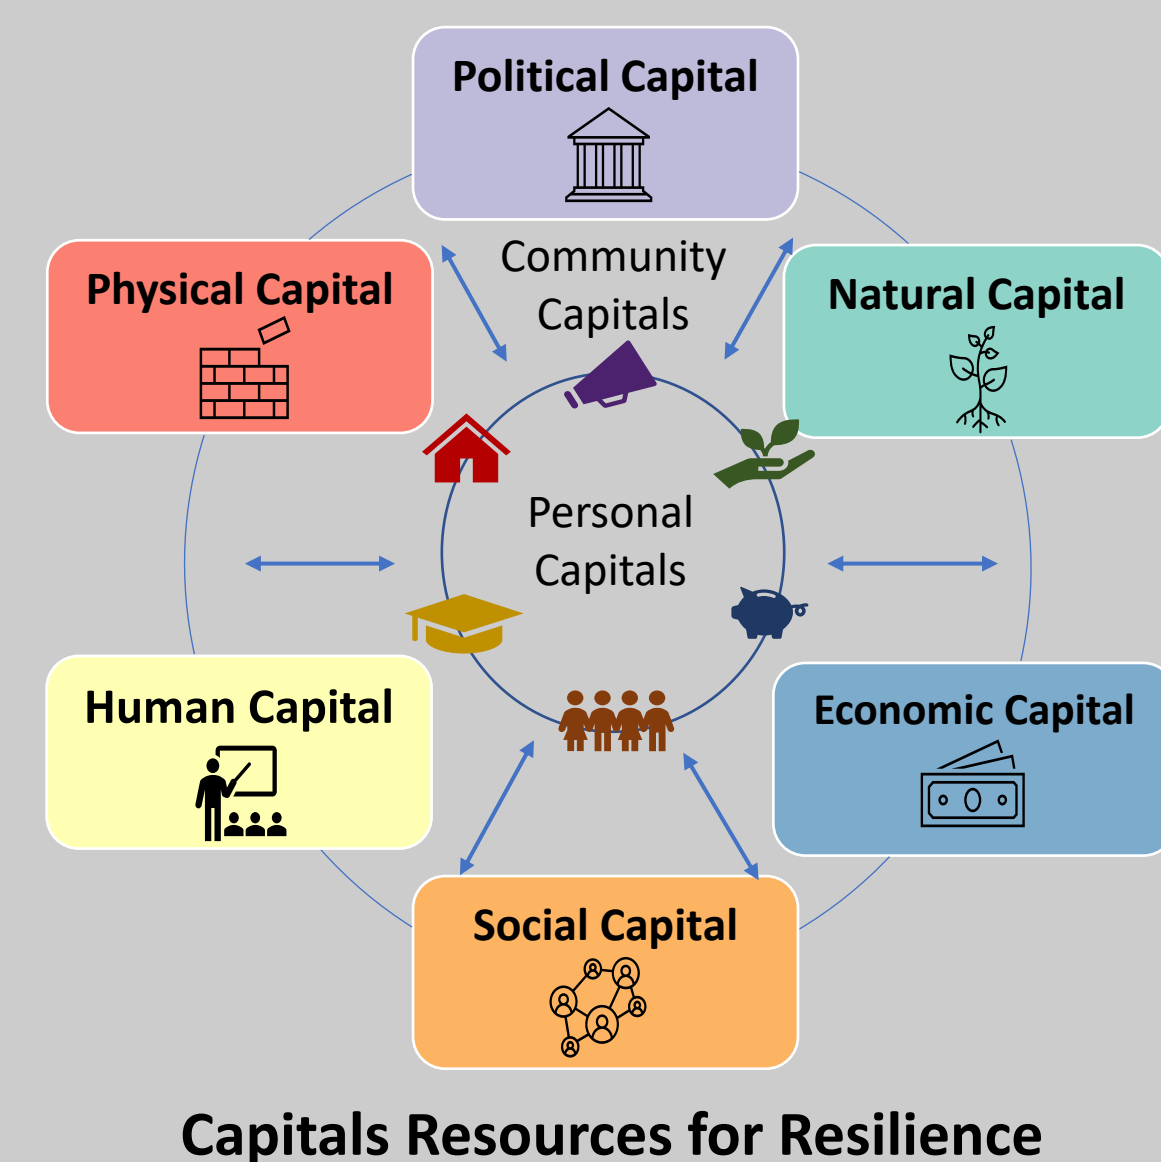 Political Capital
Community
Capitals
Physical Capital
Natural Capital
Personal
Capitals
Human Capital
Economic Capital
Social Capital
Capitals Resources for Resilience